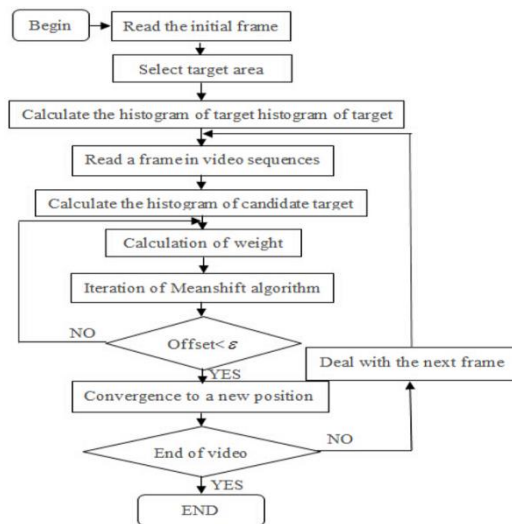 Begin
Read the initial frame
Select target area
Calculate the histogram of target histogram of target
Read a frame in video sequences
Calculate the histogram of candidate target
Calculation of weight
Iteration of Meanshift algorithm
NO
Offset< ε
Deal with the next frame
YES
Convergence to a new position
NO
End of video
YES
END